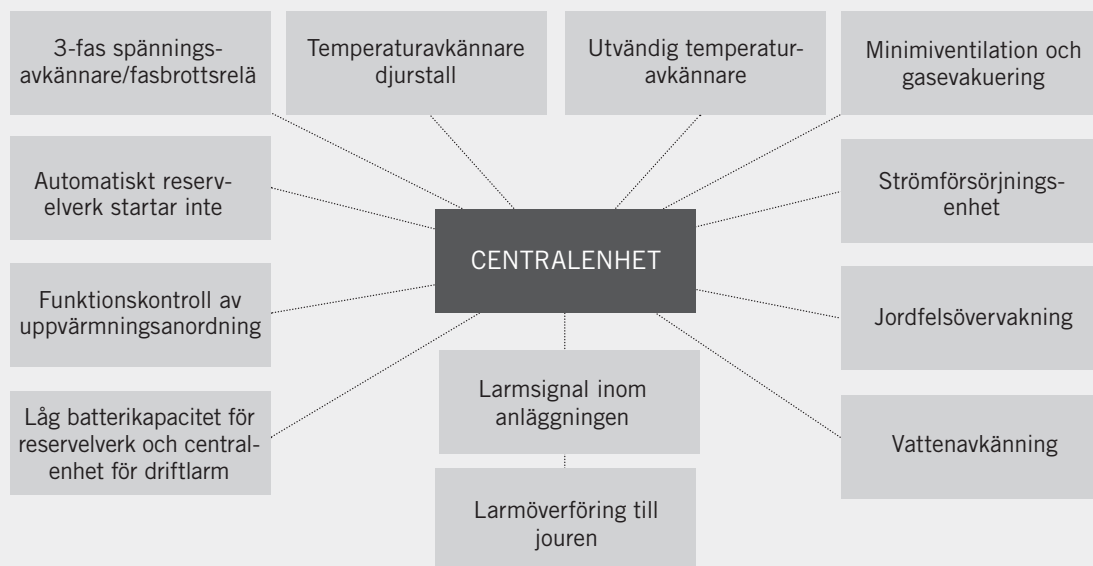 3-fas spännings-
avkännare/fasbrottsrelä
Temperaturavkännare
djurstall
Utvändig temperatur-
avkännare
Minimiventilation och
gasevakuering
Automatiskt reserv-
elverk startar inte
Strömförsörjnings-
enhet
CENTRALENHET
Funktionskontroll av
uppvärmningsanordning
Jordfelsövervakning
Larmsignal inom
anläggningen
Låg batterikapacitet för
reservelverk och central-
enhet för driftlarm
Vattenavkänning
Larmöverföring till
jouren